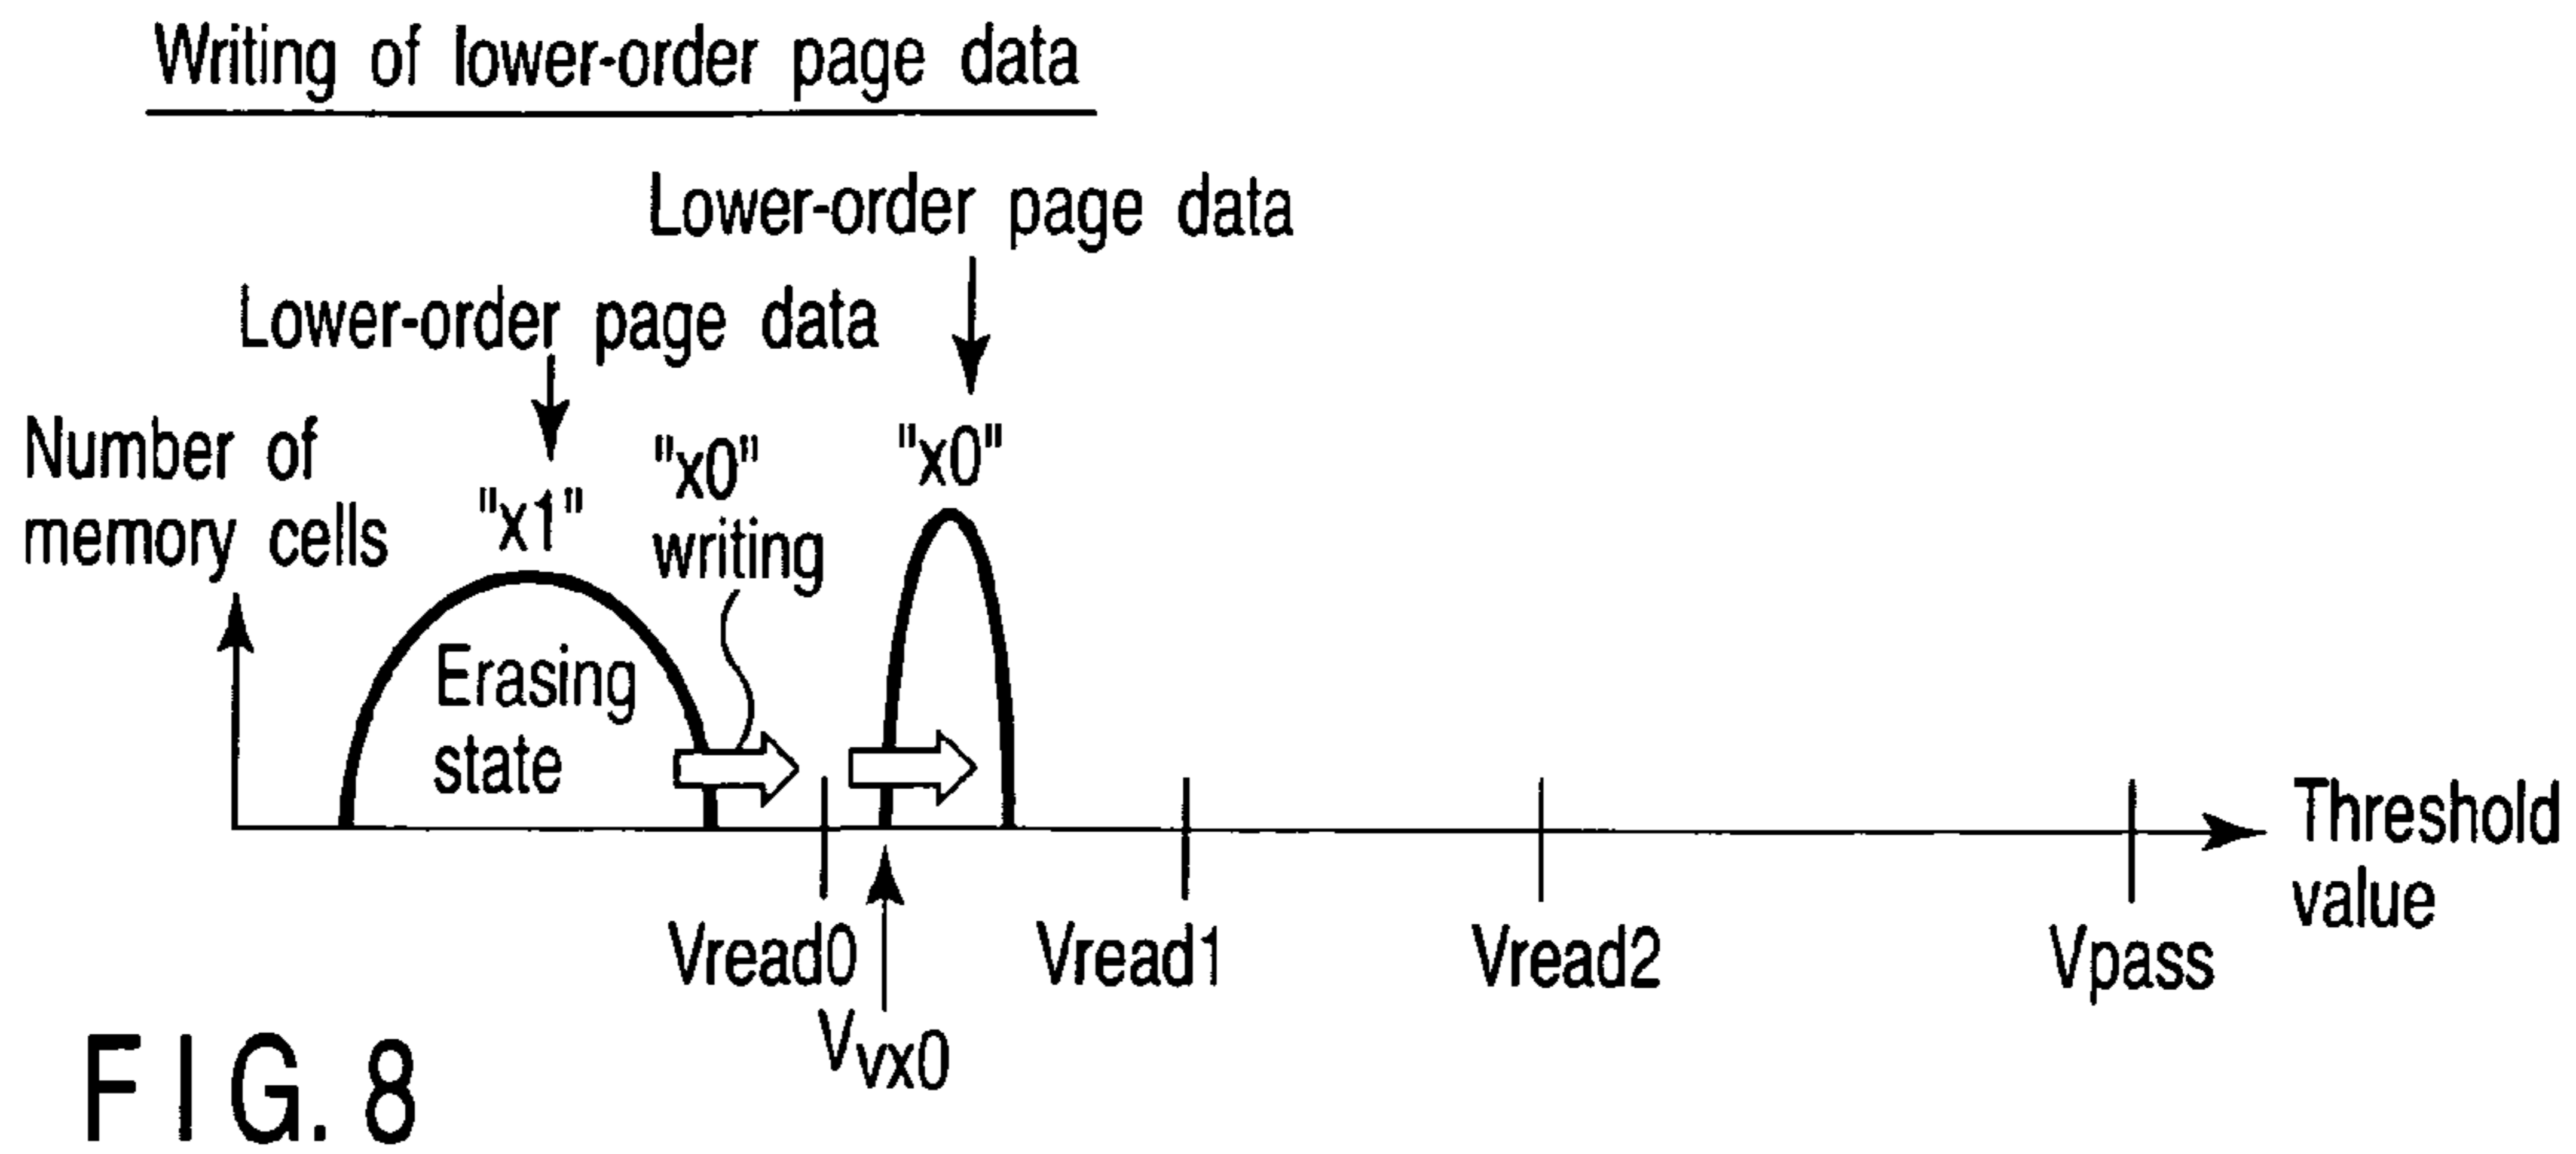 Writing of lower-order page data
Lower-order page data
Lower-order page data
Number of
memory cells
"x1"
"x0"
writing
"x0"
Erasing
state
Threshold
value
Vread0
Vread1
Vread2
Vpass
Vvx0
FIG. 8